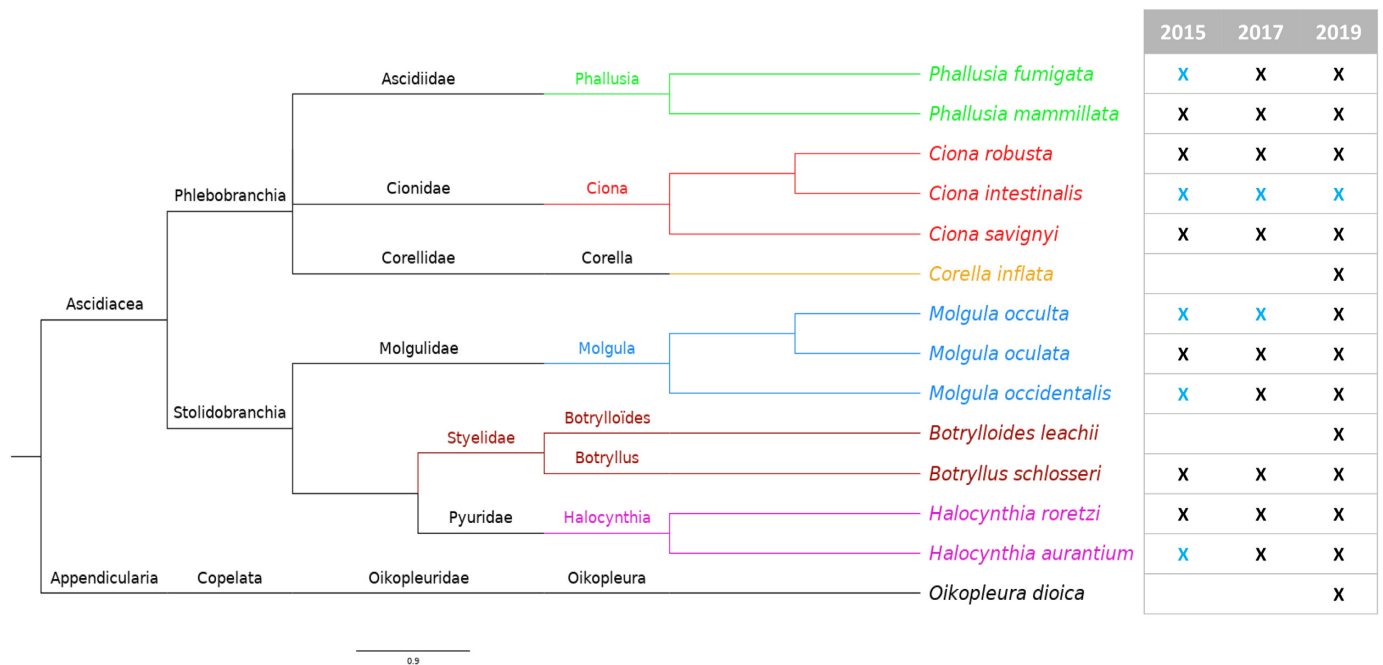 2015 2017 2019
Ascidiidae Phallusia Phallusia fumigata X X X
Phallusia mammillata X X X
Ciona robusta X X X
Phlebobranchia Cionidae Ciona Ciona intestinalis X X X
Ciona savignyi X X X
Corellidae Corella Corella inflata X
Ascidiacea
Molgula occulta X X X
Molgulidae Molgula Molgula oculata X X X
Molgula occidentalis X X X
Stolidobranchia
Botrylloïdes Botrylloides leachii X
Styelidae
Botryllus Botryllus schlosseri X X X
Pyuridae Halocynthia Halocynthia roretzi X X X
Halocynthia aurantium X X X
Appendicularia Copelata Oikopleuridae Oikopleura Oikopleura dioica X
0.9